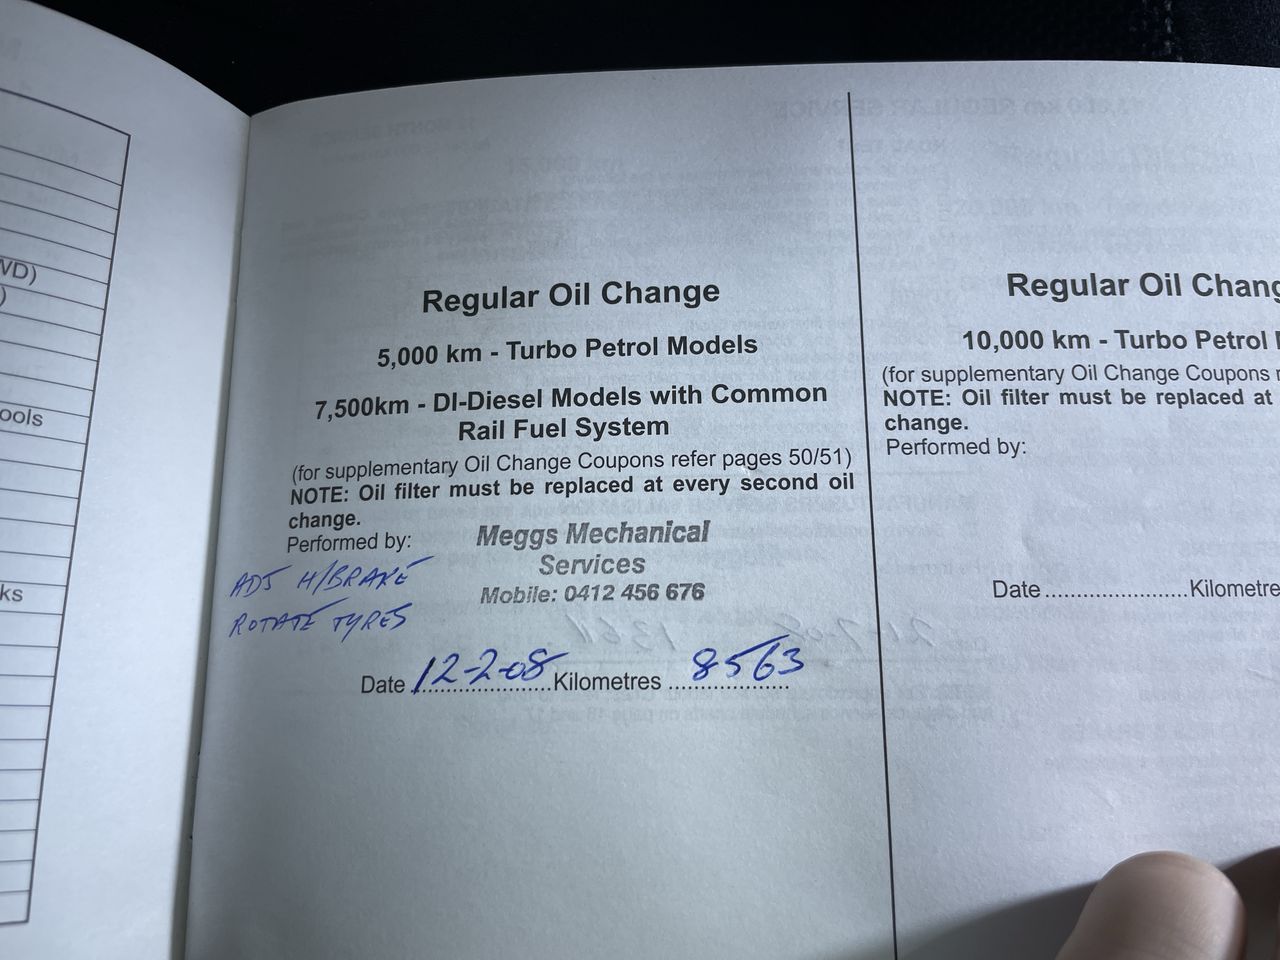 WD)
)
ools
ks
Regular Oil Change
5,000 km - Turbo Petrol Models
7,500km - DI-Diesel Models with Common
Rail Fuel System
(for supplementary Oil Change Coupons refer pages 50/51)
NOTE: Oil filter must be replaced at every second oil
change.
Performed by:
Meggs Mechanical
Services
Mobile: 0412 456 676
ADJ H/BRAKE
ROTATE TYRES
Date 12-2-08 Kilometres 8563
Regular Oil Chang
10,000 km - Turbo Petrol
(for supplementary Oil Change Coupons
NOTE: Oil filter must be replaced at
change.
Performed by:
Date ...................... Kilometre